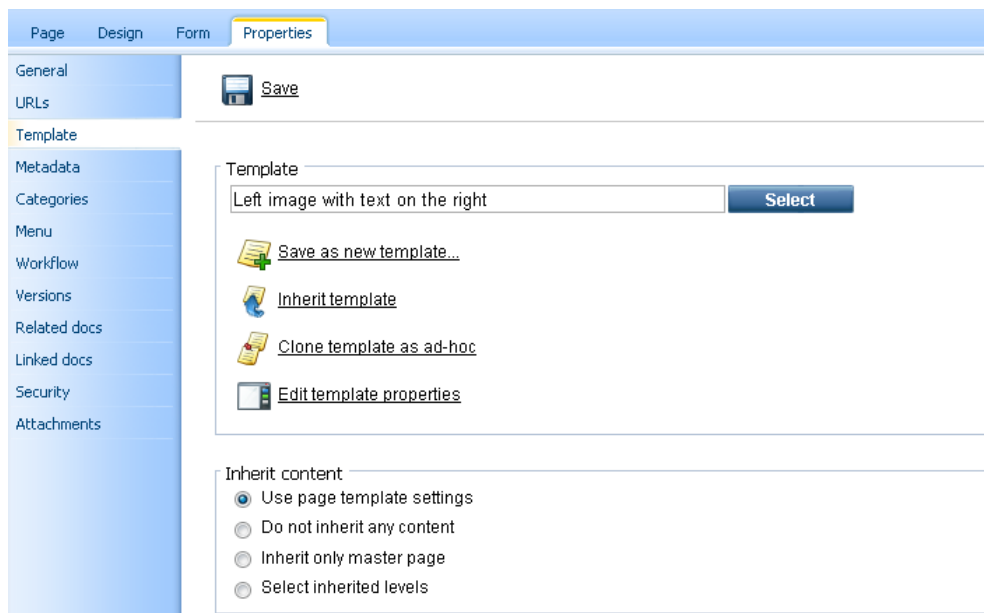 Page Design Form Properties
General
URLs
Template
Metadata
Categories
Menu
Workflow
Versions
Related docs
Linked docs
Security
Attachments
Save
Template
Left image with text on the right Select
Save as new template...
Inherit template
Clone template as ad-hoc
Edit template properties
Inherit content
Use page template settings
Do not inherit any content
Inherit only master page
Select inherited levels